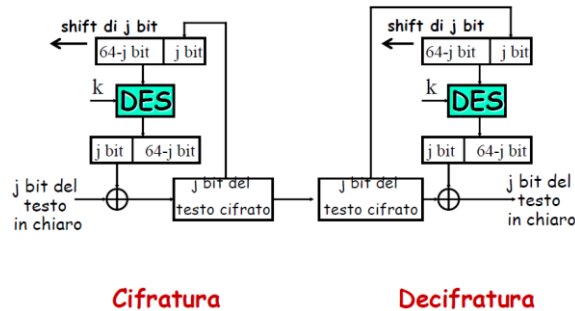 shift di j bit
64-j bit
j bit
k
DES
j bit
64-j bit
j bit del
testo
in chiaro
j bit del
testo cifrato
Cifratura
shift di j bit
64-j bit
j bit
k
DES
j bit
64-j bit
j bit del
testo cifrato
j bit del
testo
in chiaro
Decifratura